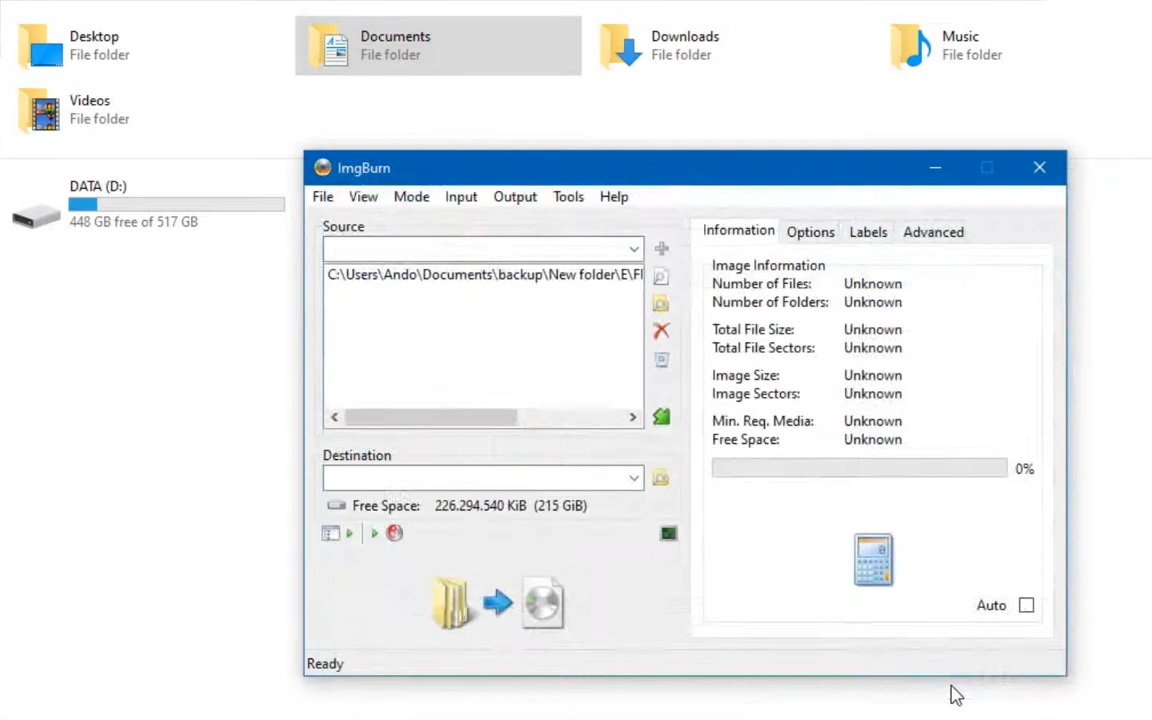 Desktop
File folder
Documents
File folder
Downloads
File folder
Music
File folder
Videos
File folder
DATA (D:)
448 GB free of 517 GB
ImgBurn
File View Mode Input Output Tools Help
Source
C:\Users\Ando\Documents\backup\New folder\E\Fl
Destination
Free Space: 226.294.540 KiB (215 GiB)
Ready
Information Options Labels Advanced
Image Information
Number of Files: Unknown
Number of Folders: Unknown
Total File Size: Unknown
Total File Sectors: Unknown
Image Size: Unknown
Image Sectors: Unknown
Min. Req. Media: Unknown
Free Space: Unknown
0%
Auto